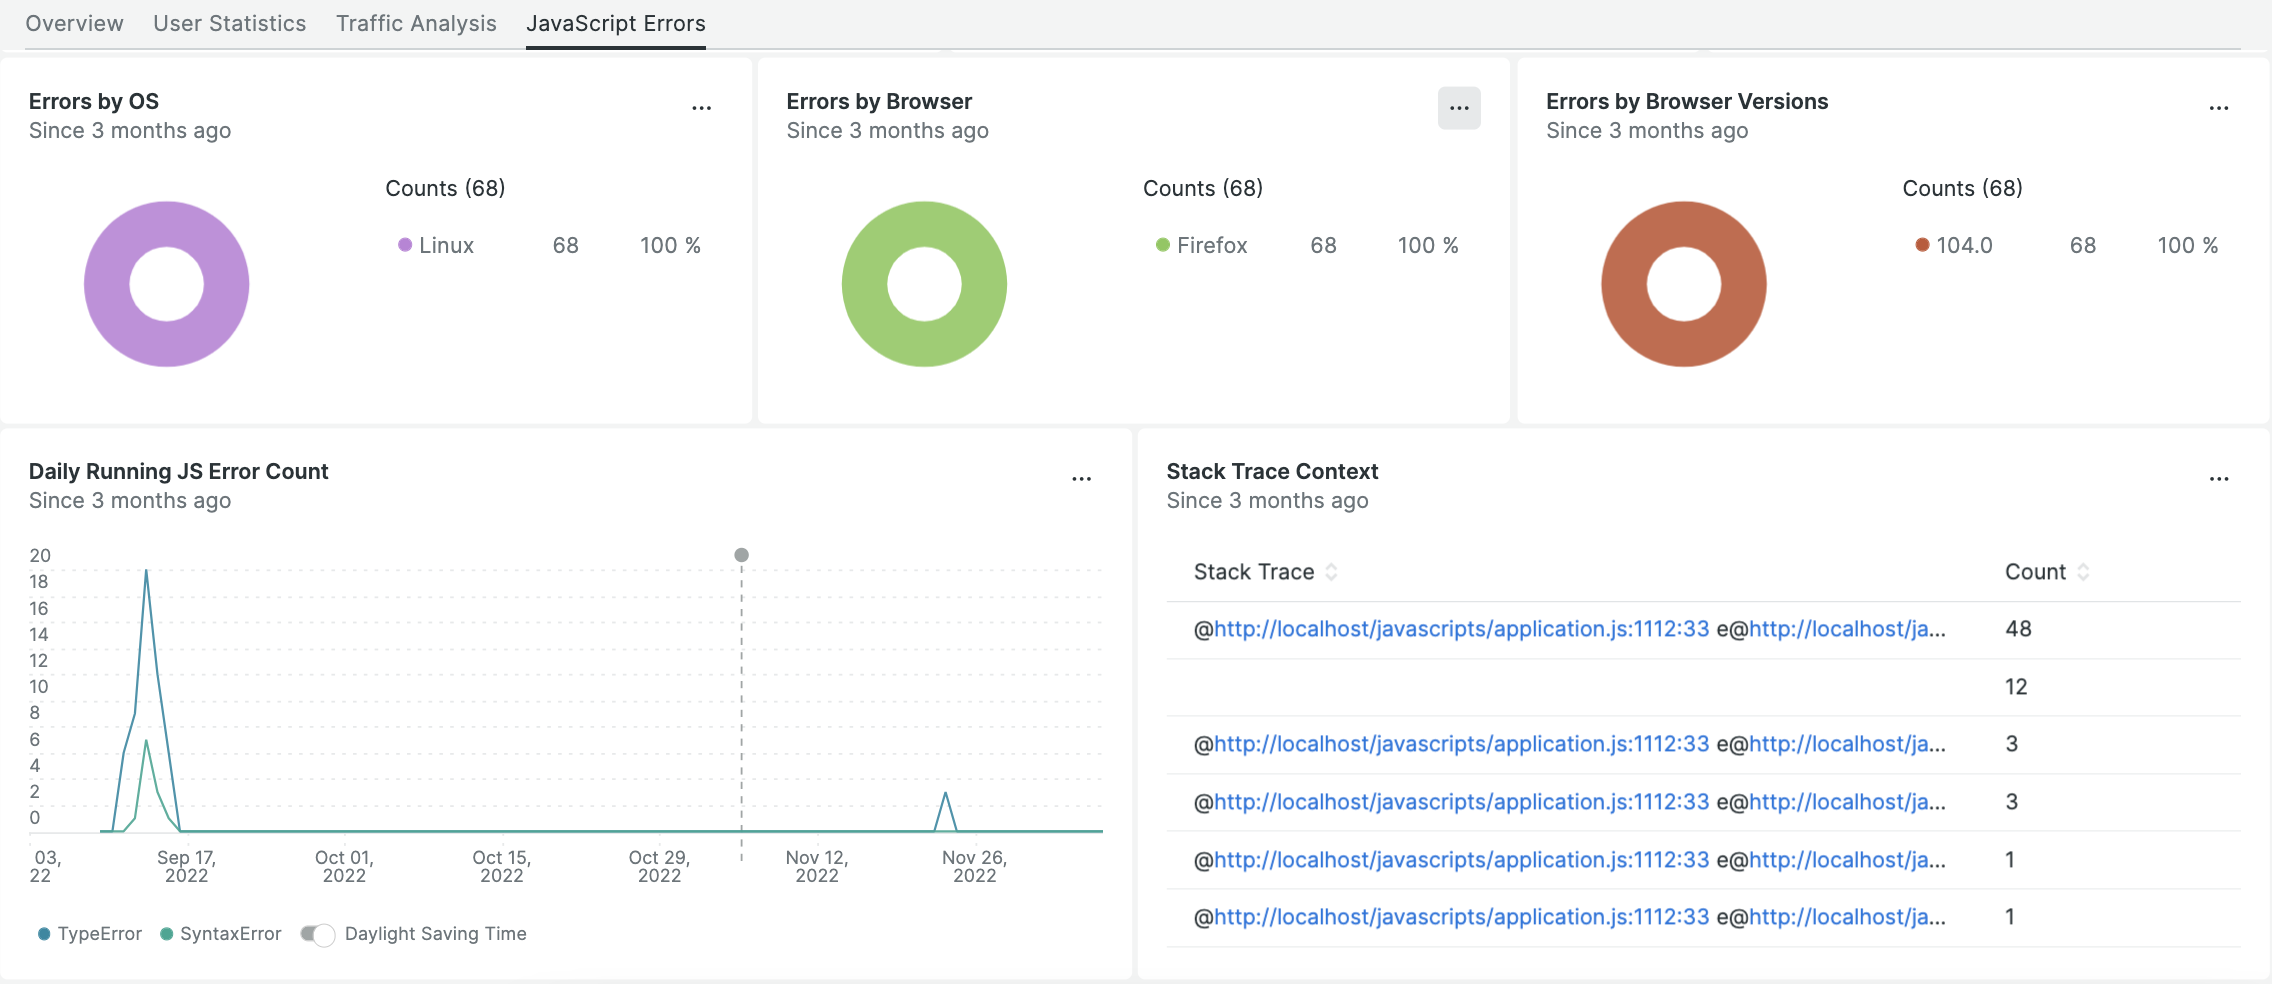 Overview User Statistics Traffic Analysis JavaScript Errors
Errors by OS
Since 3 months ago
Counts (68)
Linux 68 100 %
Errors by Browser
Since 3 months ago
Counts (68)
Firefox 68 100 %
Errors by Browser Versions
Since 3 months ago
Counts (68)
104.0 68 100 %
Daily Running JS Error Count
Since 3 months ago
20
18
16
14
12
10
8
6
4
2
0
03, Sep 17, Oct 01, Oct 15, Oct 29, Nov 12, Nov 26,
22 2022 2022 2022 2022 2022 2022
TypeError SyntaxError Daylight Saving Time
Stack Trace Context
Since 3 months ago
Stack Trace Count
@http://localhost/javascripts/application.js:1112:33 e@http://localhost/ja... 48
12
@http://localhost/javascripts/application.js:1112:33 e@http://localhost/ja... 3
@http://localhost/javascripts/application.js:1112:33 e@http://localhost/ja... 3
@http://localhost/javascripts/application.js:1112:33 e@http://localhost/ja... 1
@http://localhost/javascripts/application.js:1112:33 e@http://localhost/ja... 1